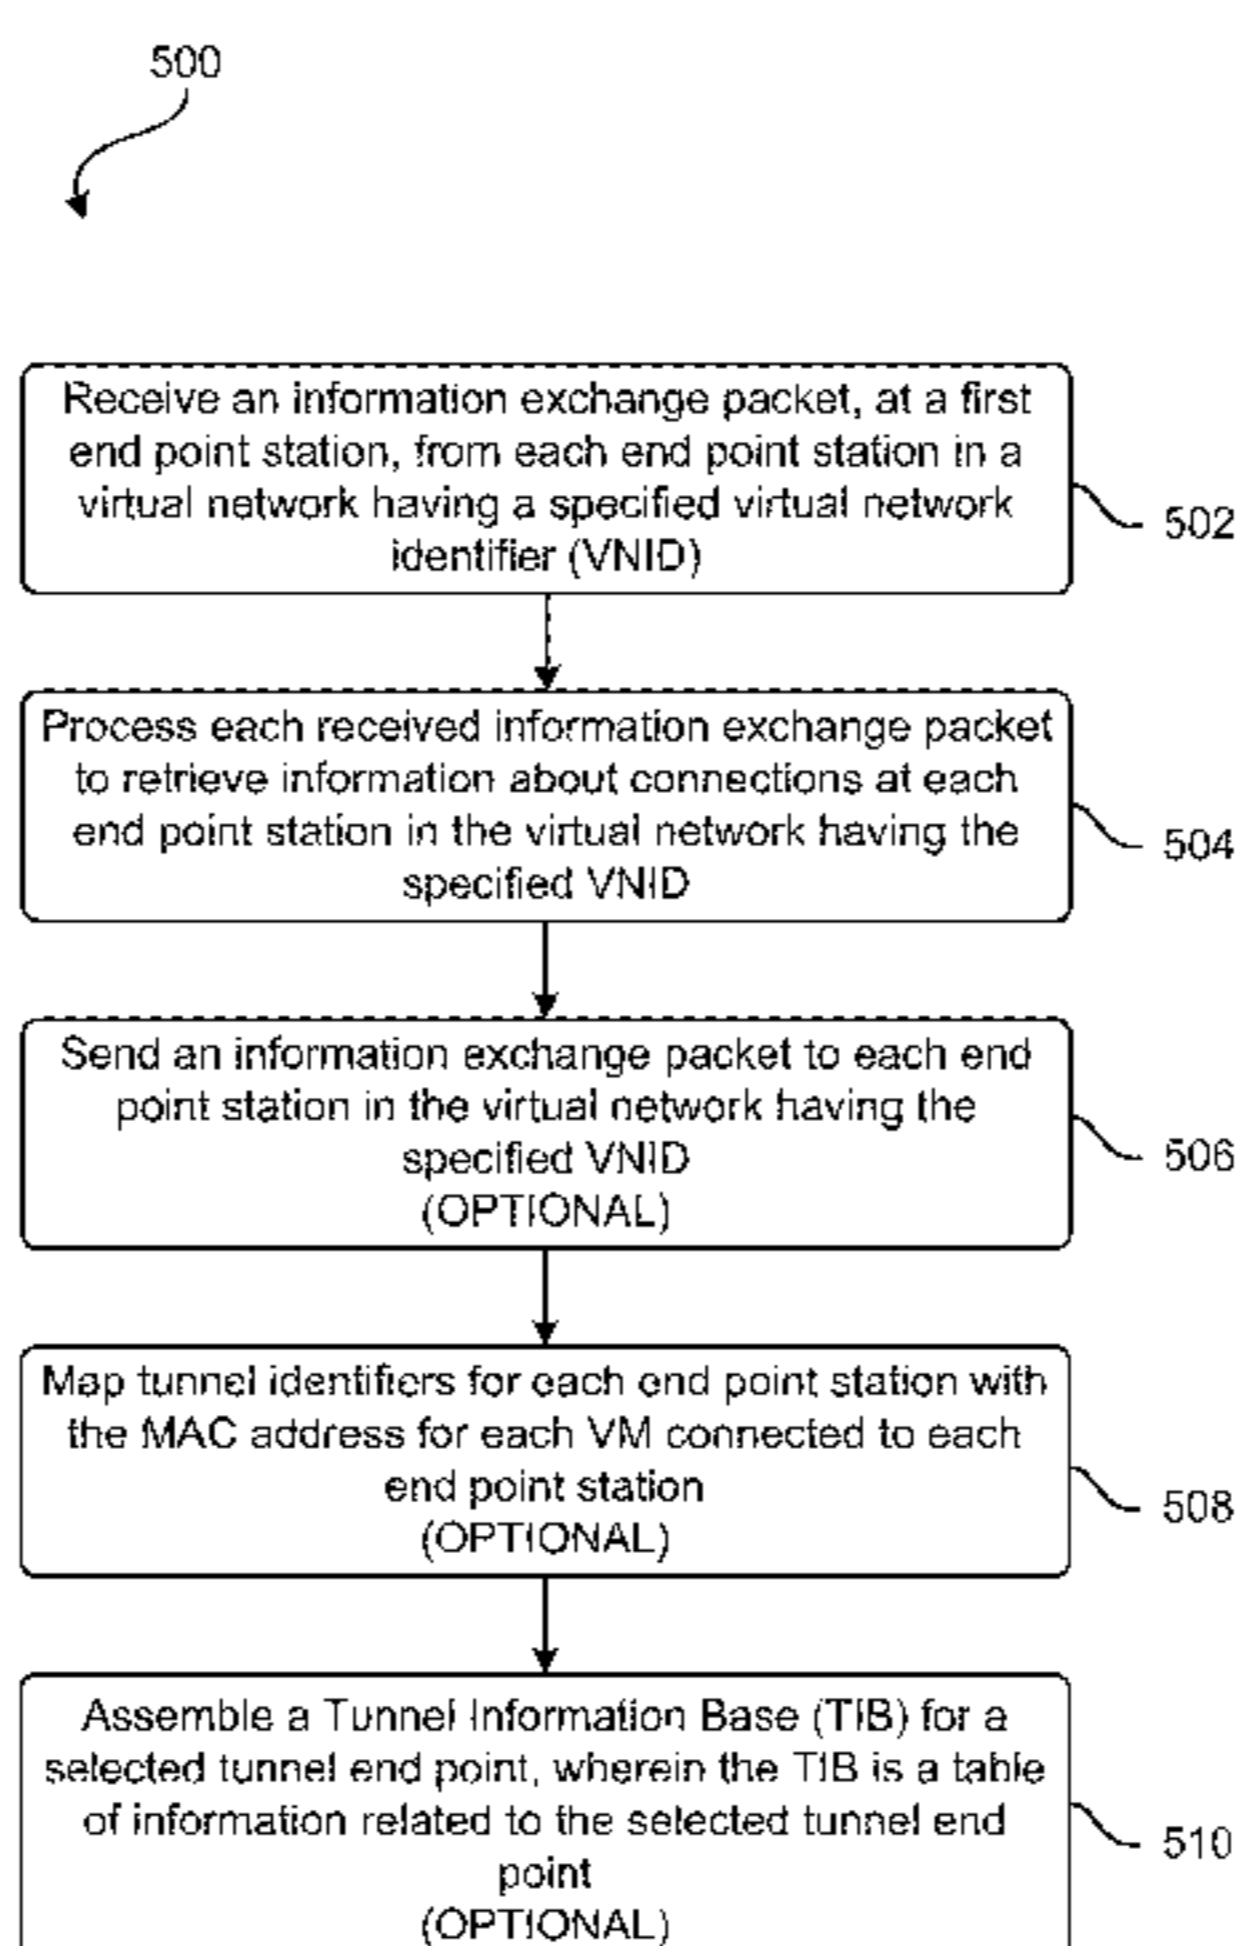 500
Receive an information exchange packet, at a first
end point station, from each end point station in a
virtual network having a specified virtual network
identifier (VNID)
502
Process each received information exchange packet
to retrieve information about connections at each
end point station in the virtual network having the
specified VNID
504
Send an information exchange packet to each end
point station in the virtual network having the
specified VNID
(OPTIONAL)
506
Map tunnel identifiers for each end point station with
the MAC address for each VM connected to each
end point station
(OPTIONAL)
508
Assemble a Tunnel Information Base (TIB) for a
selected tunnel end point, wherein the TIB is a table
of information related to the selected tunnel end
point
(OPTIONAL)
510